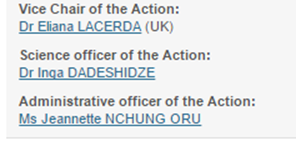 Vice Chair of the Action:
Dr Eliana LACERDA (UK)
Science officer of the Action:
Dr Inga DADESHIDZE
Administrative officer of the Action:
Ms Jeannette NCHUNG ORU